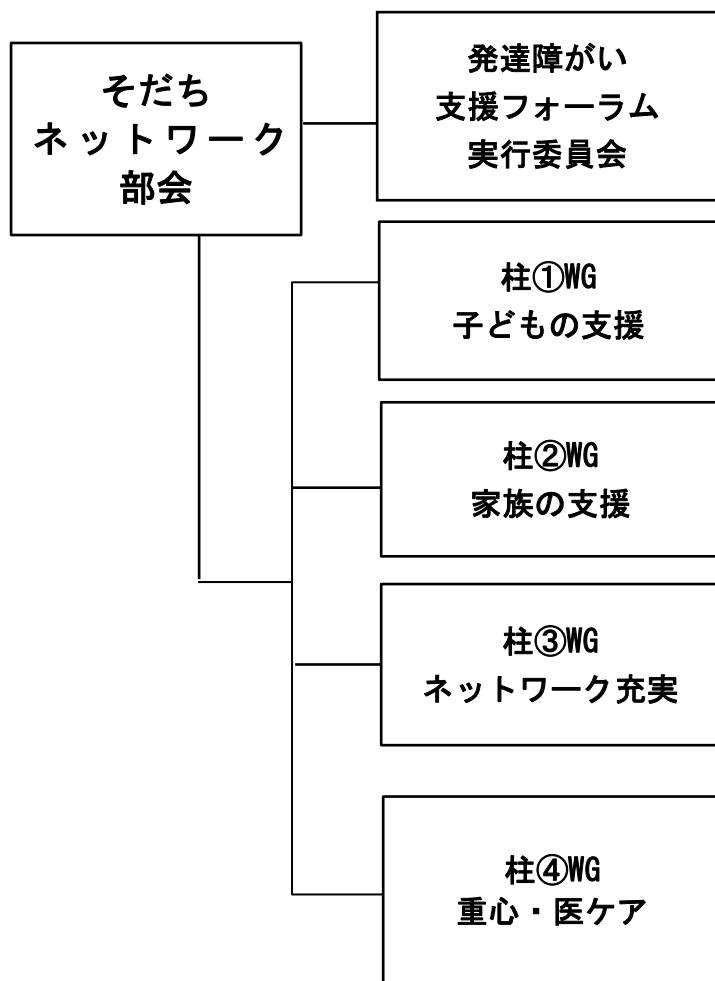 そだち
ネットワーク
部会
発達障がい
支援フォーラム
実行委員会
柱①WG
子どもの支援
柱②WG
家族の支援
柱③WG
ネットワーク充実
柱④WG
重心・医ケア